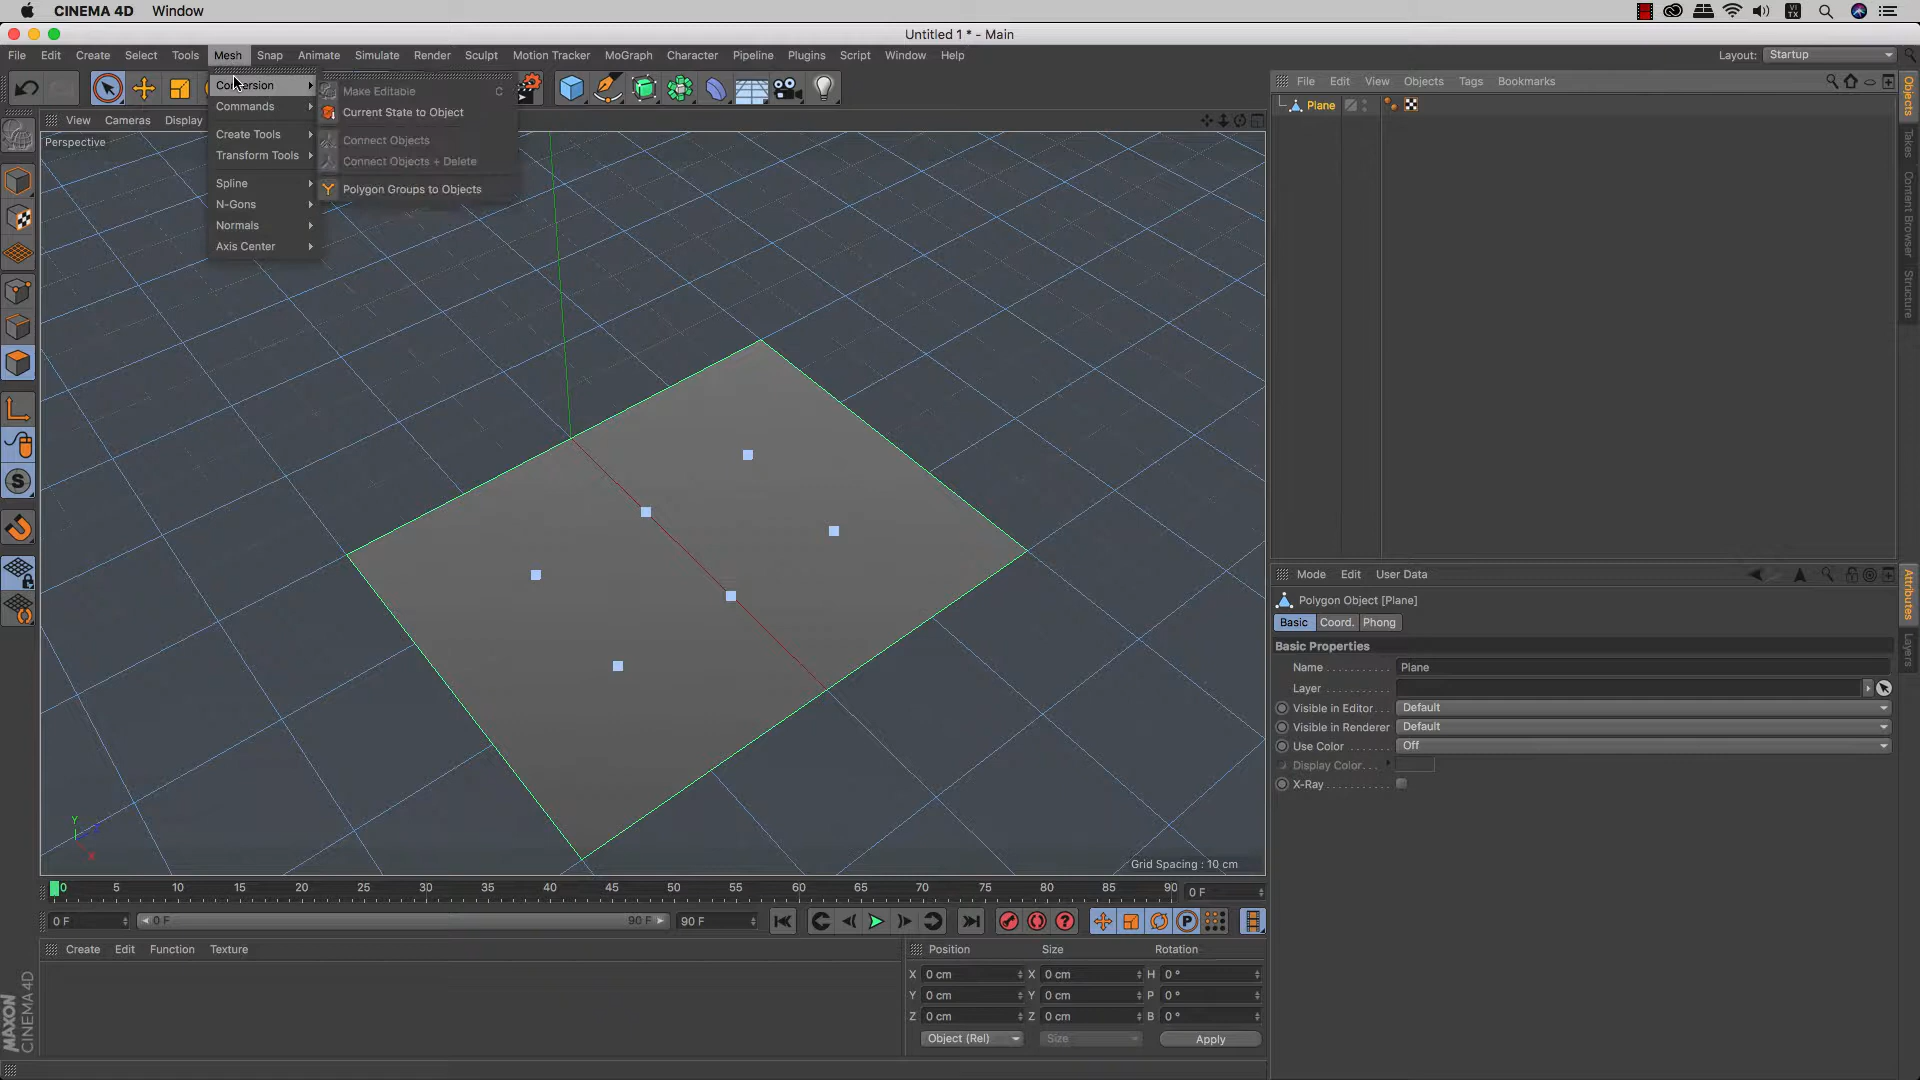 CINEMA 4D Window
Untitled 1 * - Main
File Edit Create Select Tools Mesh Snap Animate Simulate Render Sculpt Motion Tracker MoGraph Character Pipeline Plugins Script Window Help
Layout: Startup
Conversion
Commands
Create Tools
Transform Tools
Spline
N-Gons
Normals
Axis Center
Make Editable C
Current State to Object
Connect Objects
Connect Objects + Delete
Polygon Groups to Objects
View Cameras Display
Perspective
Grid Spacing : 10 cm
Y
X
File Edit View Objects Tags Bookmarks
Plane
Objects
Takes
Content Browser
Structure
Mode Edit User Data
Polygon Object [Plane]
Basic Coord. Phong
Basic Properties
Name Plane
Layer
Visible in Editor Default
Visible in Renderer Default
Use Color Off
Display Color
X-Ray
Attributes
Layers
0 5 10 15 20 25 30 35 40 45 50 55 60 65 70 75 80 85 90 0 F
0 F 0 F 90 F 90 F
P
Create Edit Function Texture
Position Size Rotation
X 0 cm X 0 cm H 0 °
Y 0 cm Y 0 cm P 0 °
Z 0 cm Z 0 cm B 0 °
Object (Rel) Size Apply
MAXON
CINEMA 4D